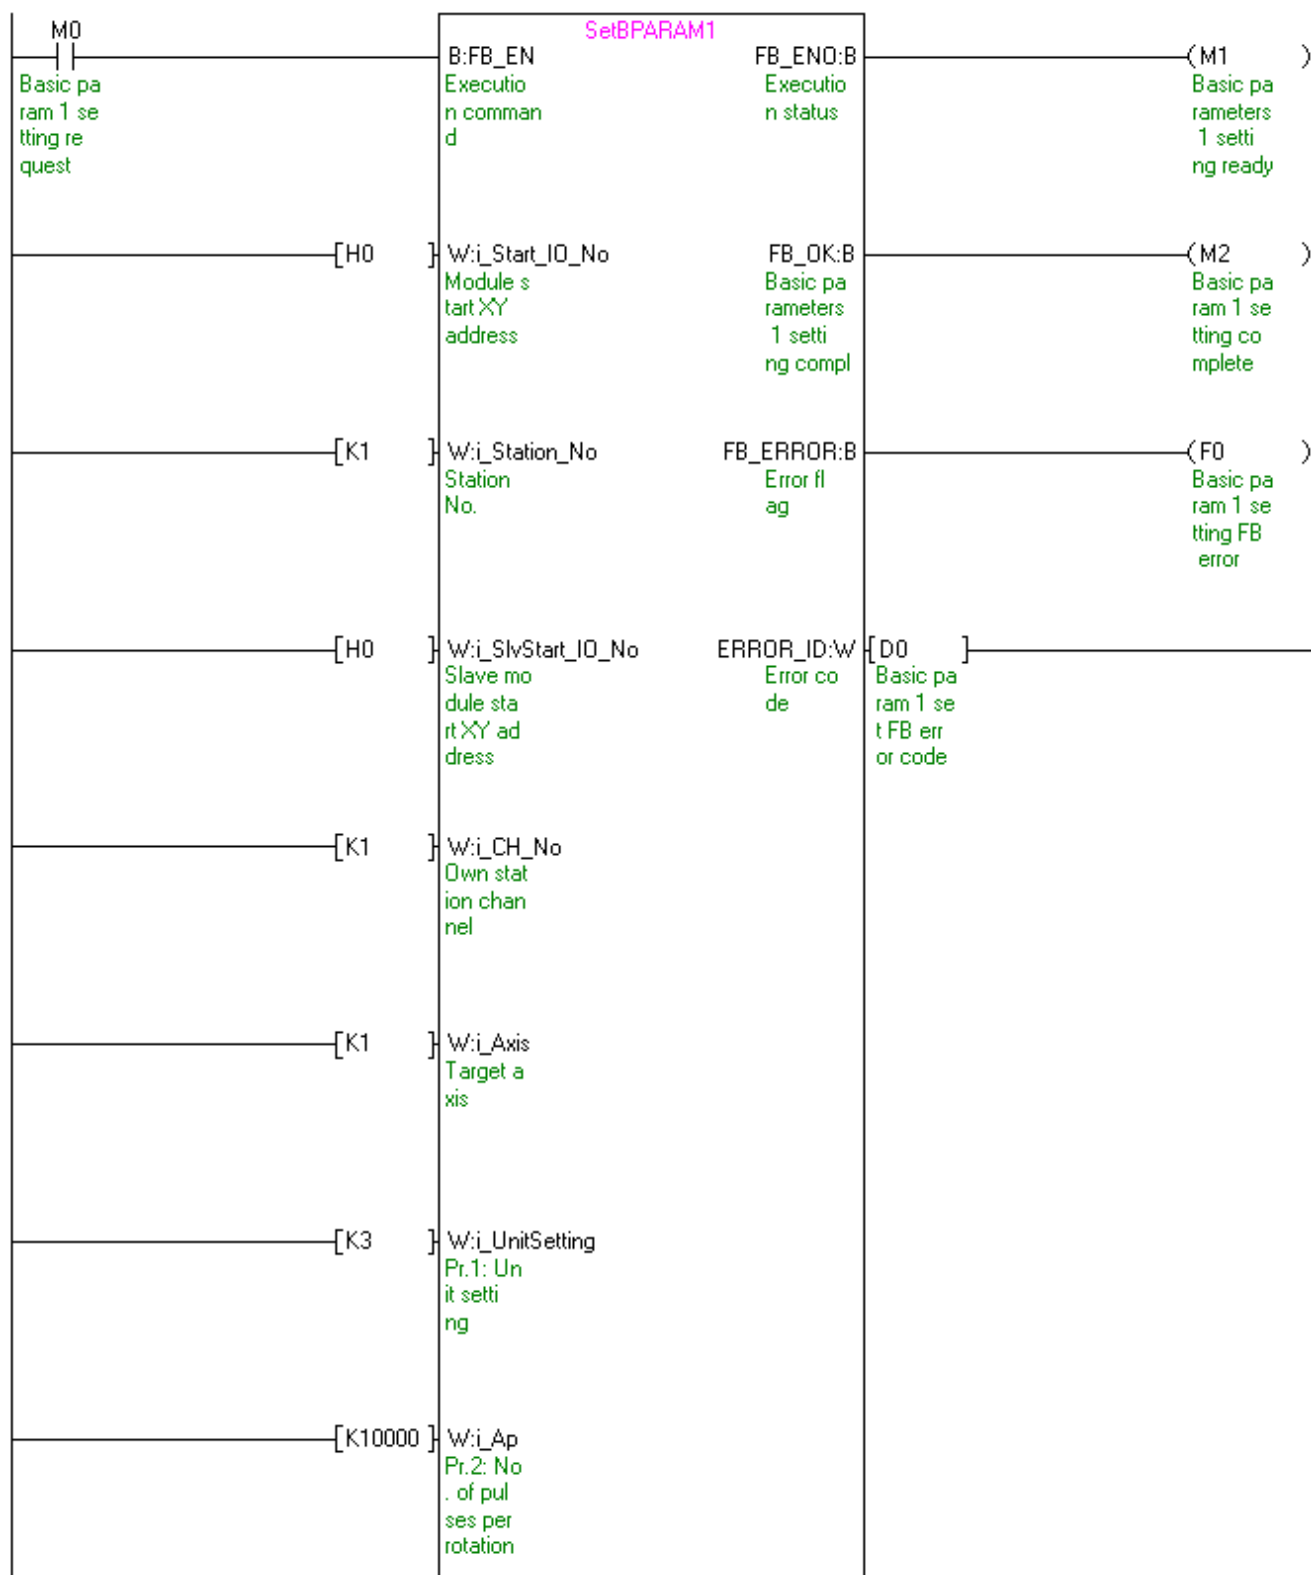 SetBPARAM1
M0
B:FB_EN
FB_ENO:B
(M1 )
Basic pa
ram 1 se
tting re
quest
Executio
n comman
d
Executio
n status
Basic pa
rameters
1 setti
ng ready
[H0 ]
W:i_Start_IO_No
FB_OK:B
(M2 )
Module s
tart XY
address
Basic pa
rameters
1 setti
ng compl
Basic pa
ram 1 se
tting co
mplete
[K1 ]
W:i_Station_No
FB_ERROR:B
(F0 )
Station
No.
Error fl
ag
Basic pa
ram 1 se
tting FB
error
[H0 ]
W:i_SlvStart_IO_No
ERROR_ID:W
[D0 ]
Slave mo
dule sta
rt XY ad
dress
Error co
de
Basic pa
ram 1 se
t FB err
or code
[K1 ]
W:i_CH_No
Own stat
ion chan
nel
[K1 ]
W:i_Axis
Target a
xis
[K3 ]
W:i_UnitSetting
Pr.1: Un
it setti
ng
[K10000 ]
W:i_Ap
Pr.2: No
. of pul
ses per
rotation